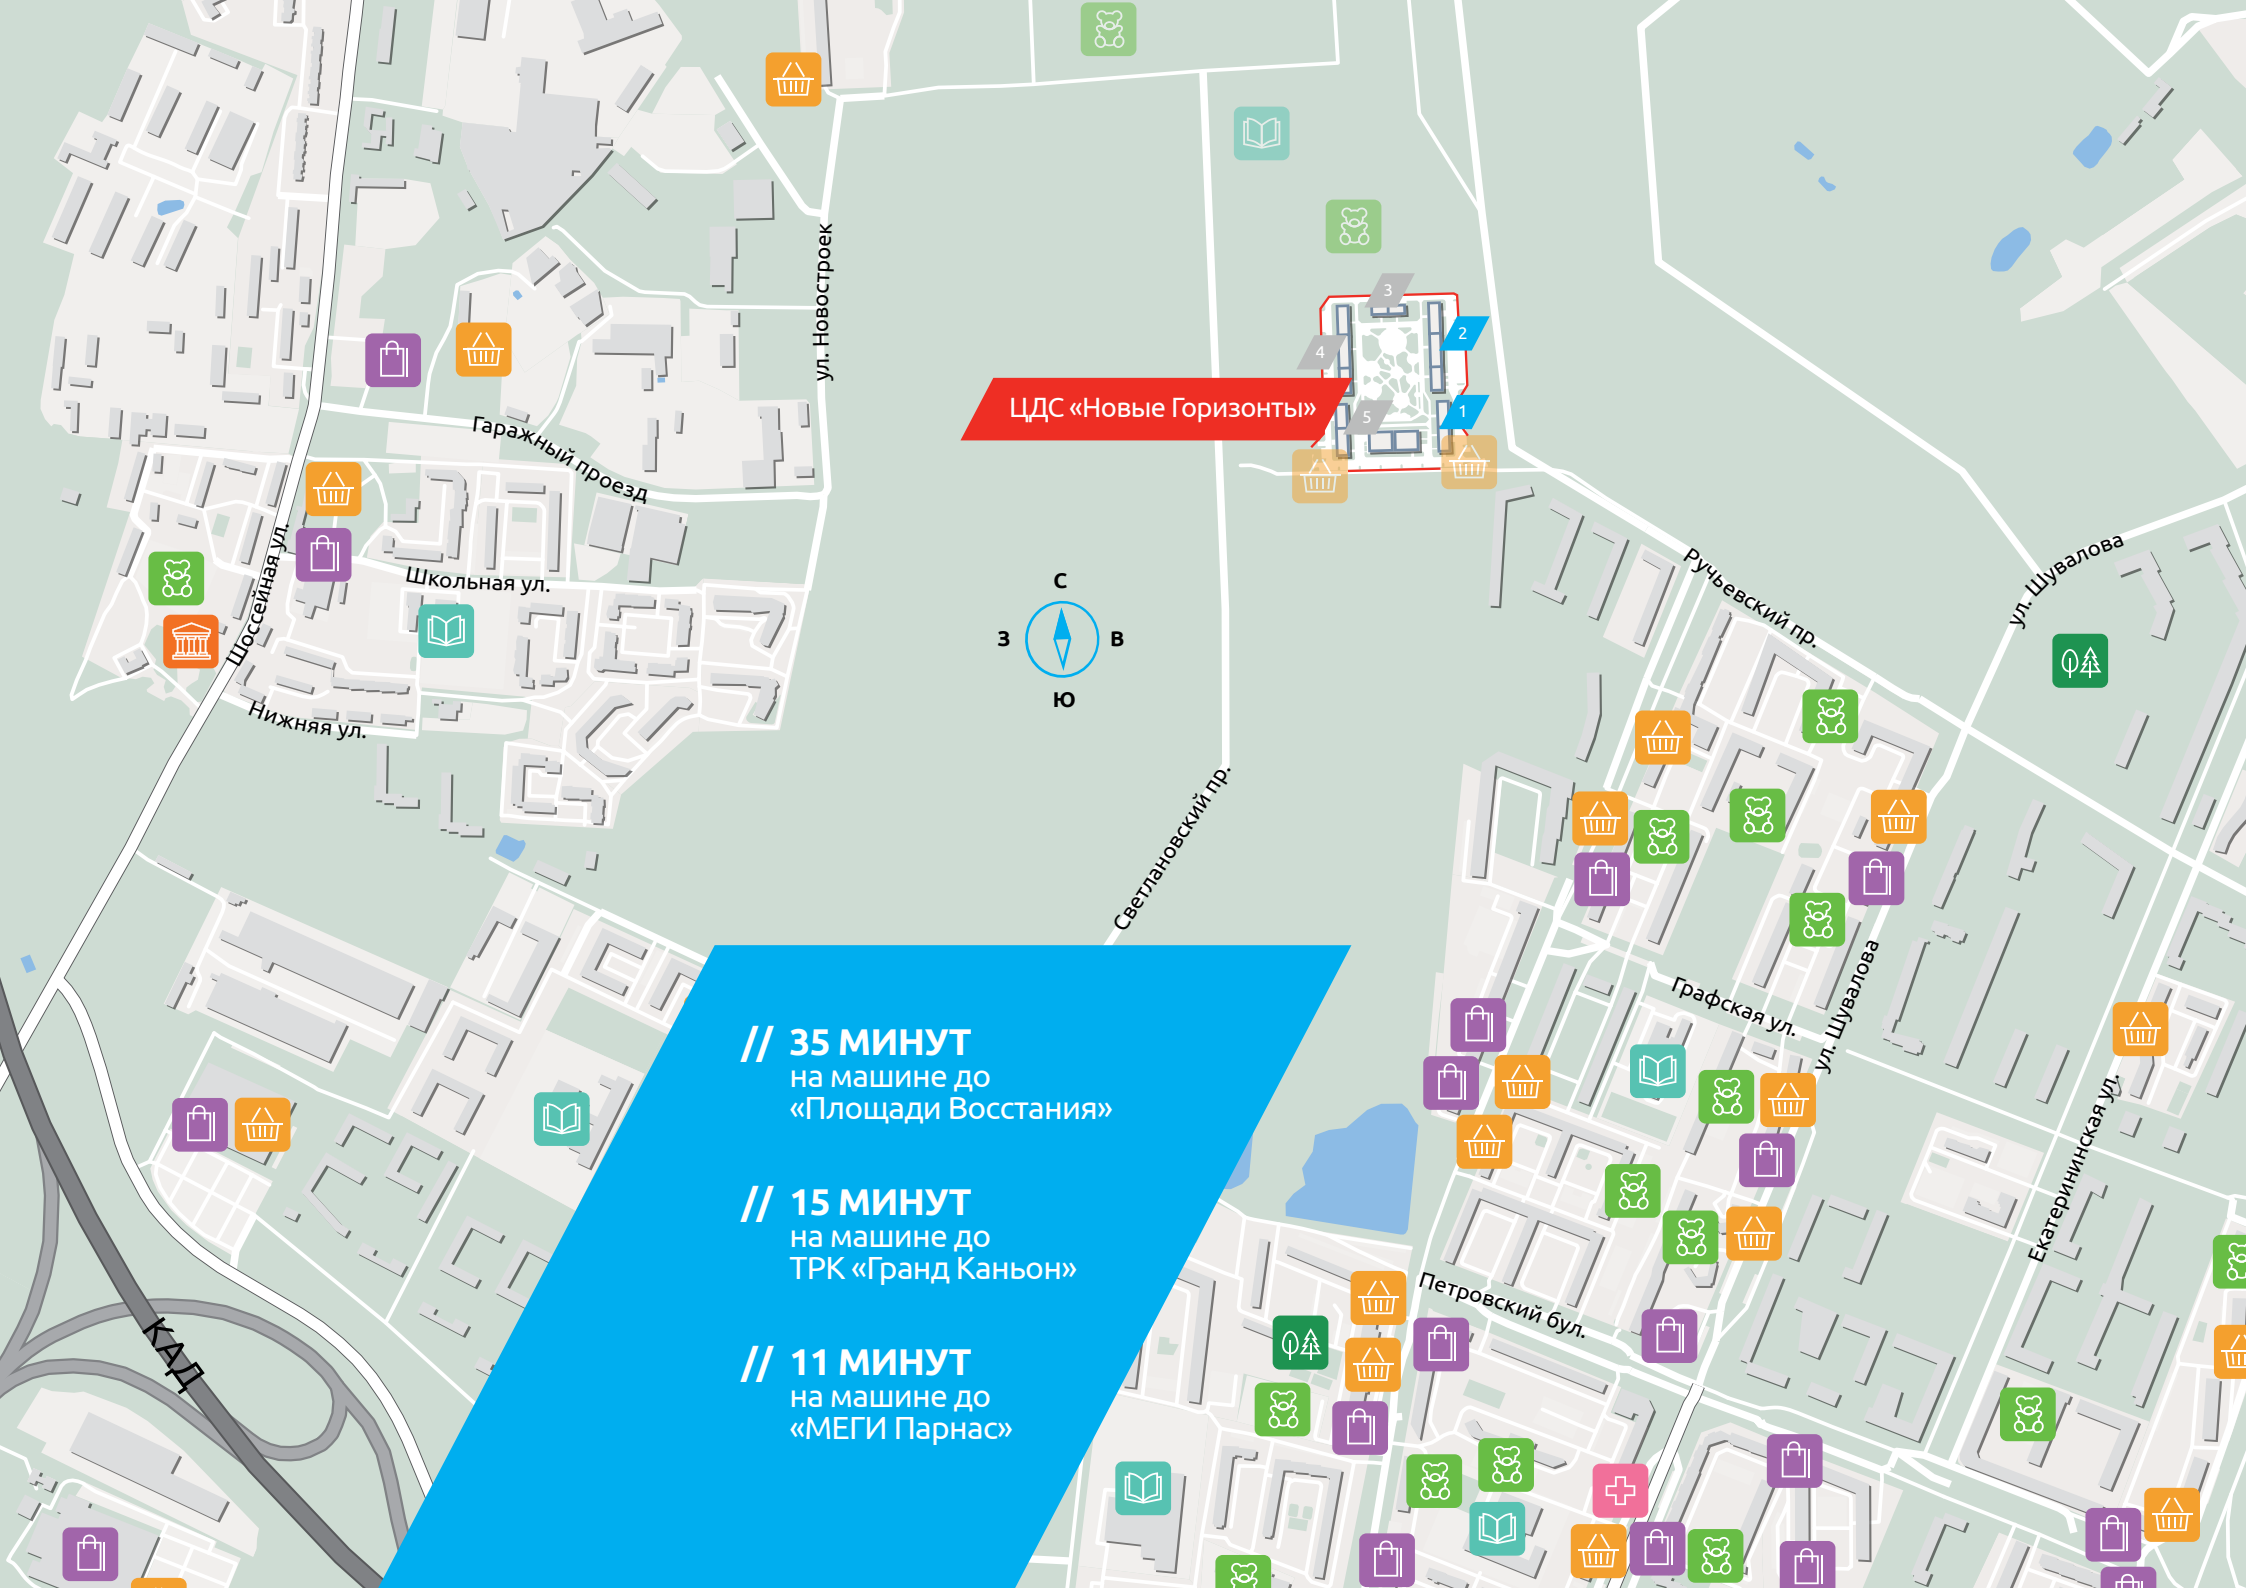 ул. Новостроек
3
2
4
ЦДС «Новые Горизонты»
5
1
Гаражный проезд
Шоссейная ул.
Школьная ул.
Нижняя ул.
С
З
В
Ю
Ручьевский пр.
ул. Шувалова
Светлановский пр.
Графская ул.
ул. Шувалова
Екатерининская ул.
Петровский бул.
КАД
// 35 МИНУТ
на машине до
«Площади Восстания»
// 15 МИНУТ
на машине до
ТРК «Гранд Каньон»
// 11 МИНУТ
на машине до
«МЕГИ Парнас»